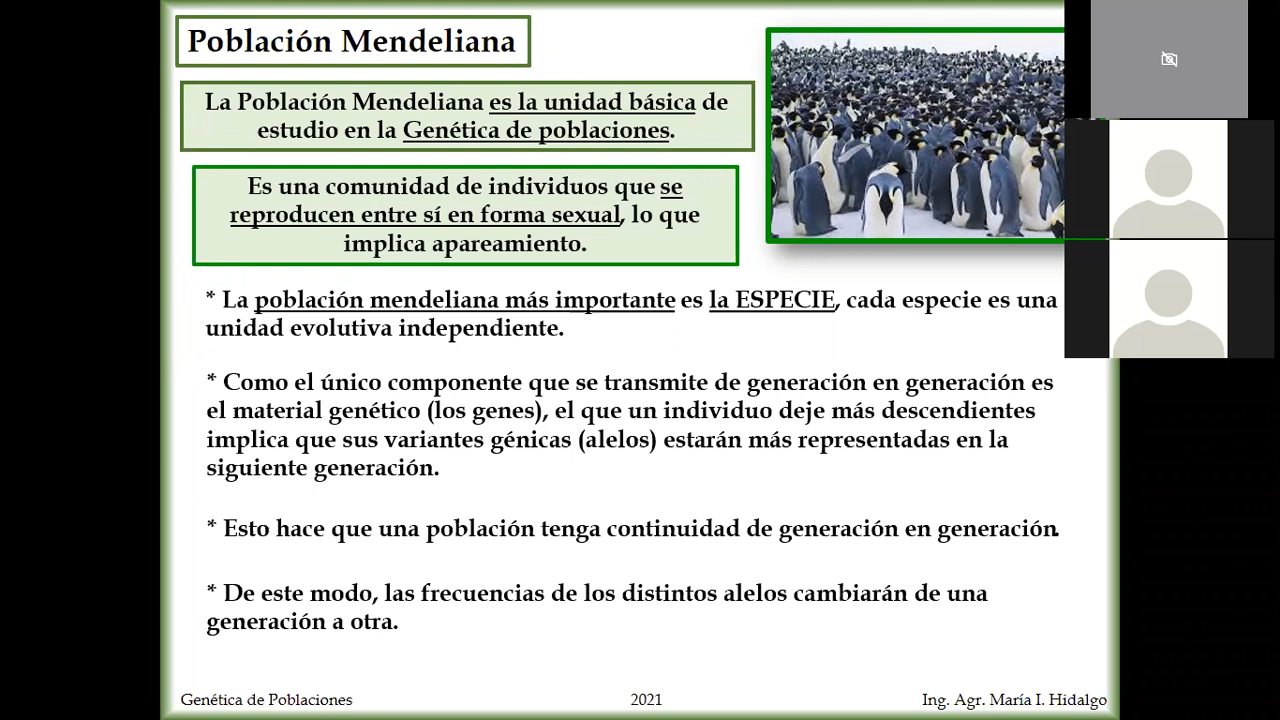 Población Mendeliana
La Población Mendeliana es la unidad básica de
estudio en la Genética de poblaciones.
Es una comunidad de individuos que se
reproducen entre sí en forma sexual, lo que
implica apareamiento.
* La población mendeliana más importante es la ESPECIE, cada especie es una
unidad evolutiva independiente.
* Como el único componente que se transmite de generación en generación es
el material genético (los genes), el que un individuo deje más descendientes
implica que sus variantes génicas (alelos) estarán más representadas en la
siguiente generación.
* Esto hace que una población tenga continuidad de generación en generación.
* De este modo, las frecuencias de los distintos alelos cambiarán de una
generación a otra.
Genética de Poblaciones
2021
Ing. Agr. María I. Hidalgo